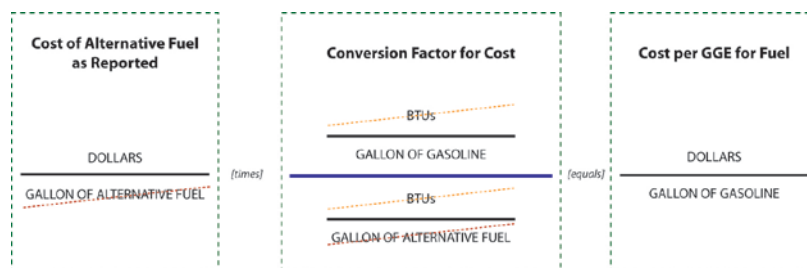 Cost of Alternative Fuel
as Reported
DOLLARS
GALLON OF ALTERNATIVE FUEL
[times]
Conversion Factor for Cost
BTUs
GALLON OF GASOLINE
BTUs
GALLON OF ALTERNATIVE FUEL
[equals]
Cost per GGE for Fuel
DOLLARS
GALLON OF GASOLINE